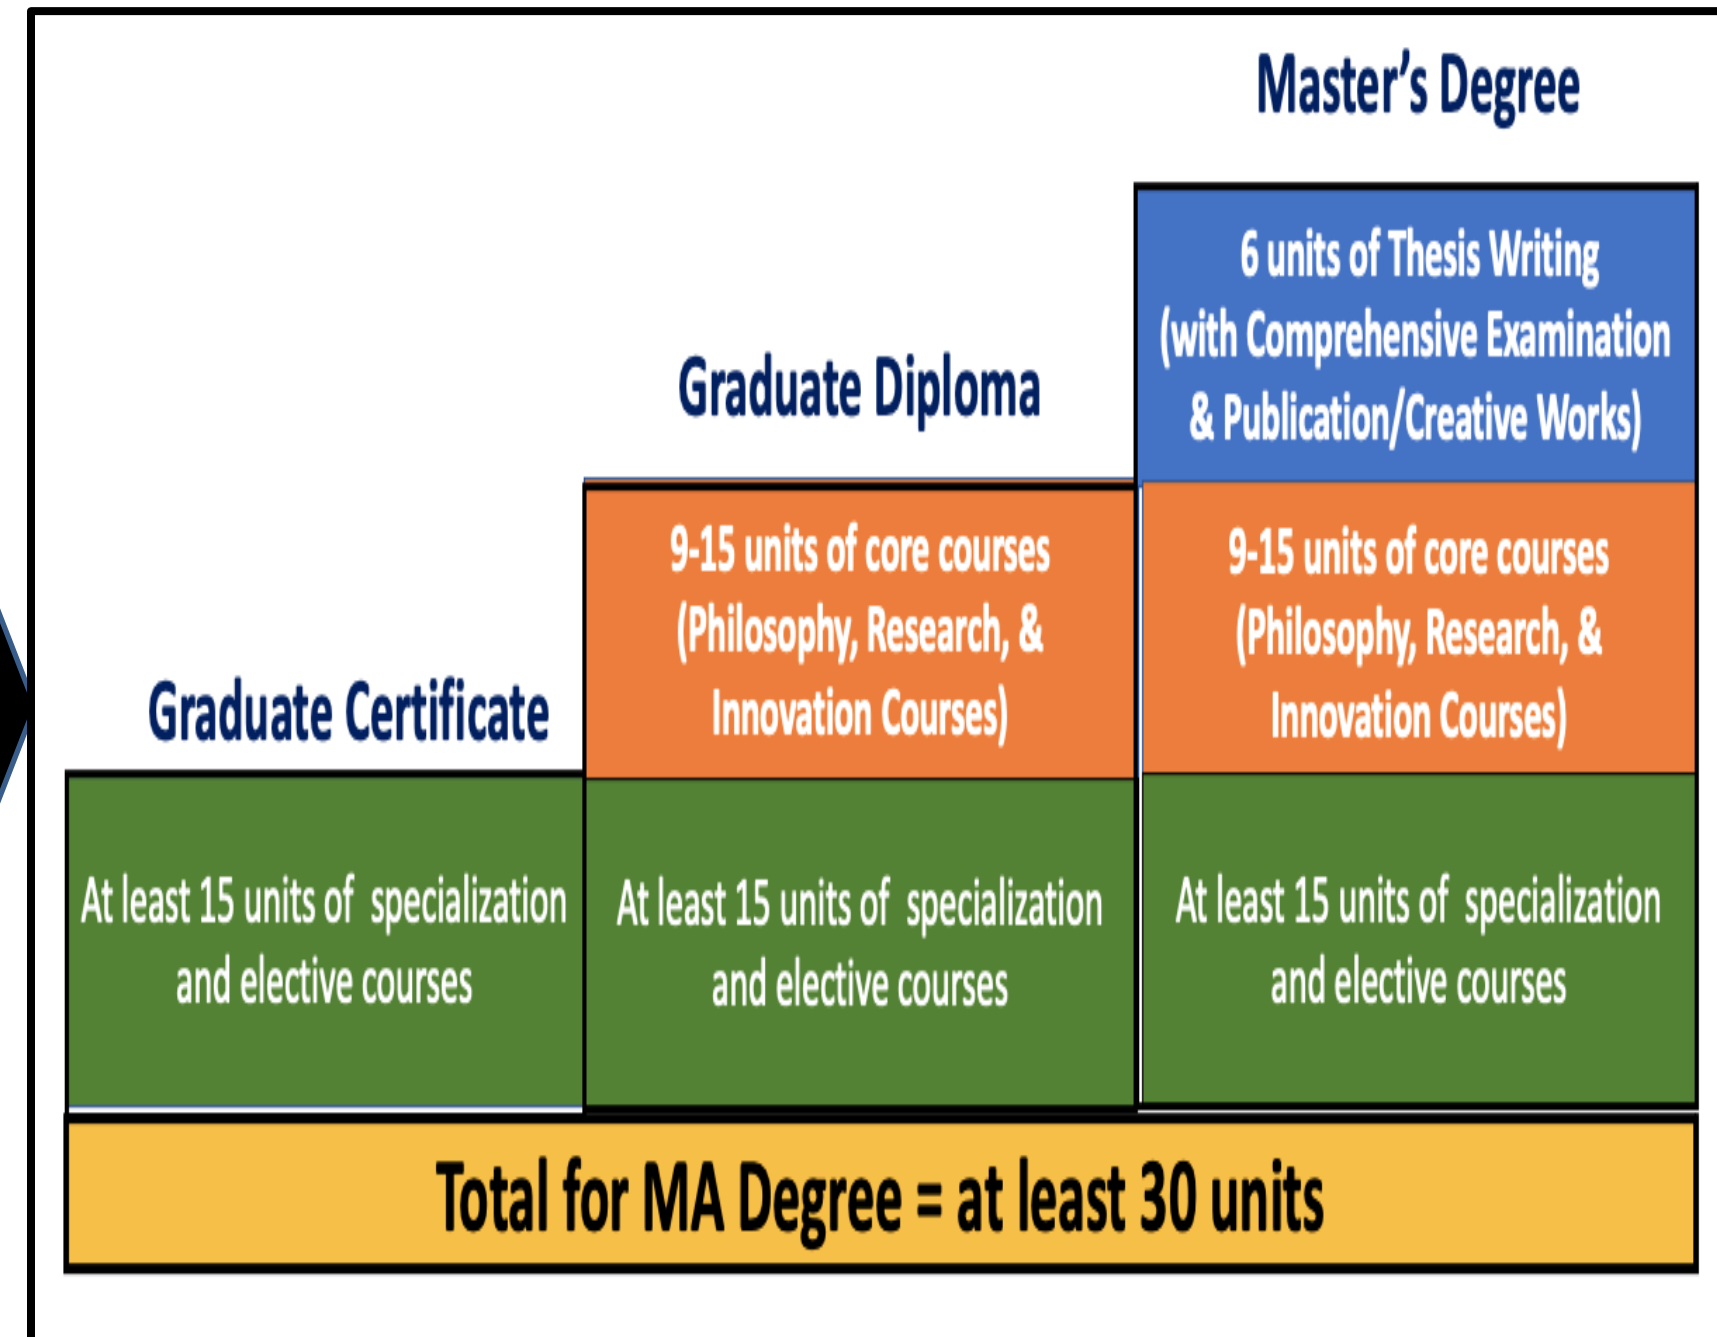 Master's Degree
6 units of Thesis Writing
(with Comprehensive Examination
& Publication/Creative Works)
Graduate Diploma
9-15 units of core courses
(Philosophy, Research, &
Innovation Courses)
9-15 units of core courses
(Philosophy, Research, &
Innovation Courses)
Graduate Certificate
At least 15 units of specialization
and elective courses
At least 15 units of specialization
and elective courses
At least 15 units of specialization
and elective courses
Total for MA Degree = at least 30 units